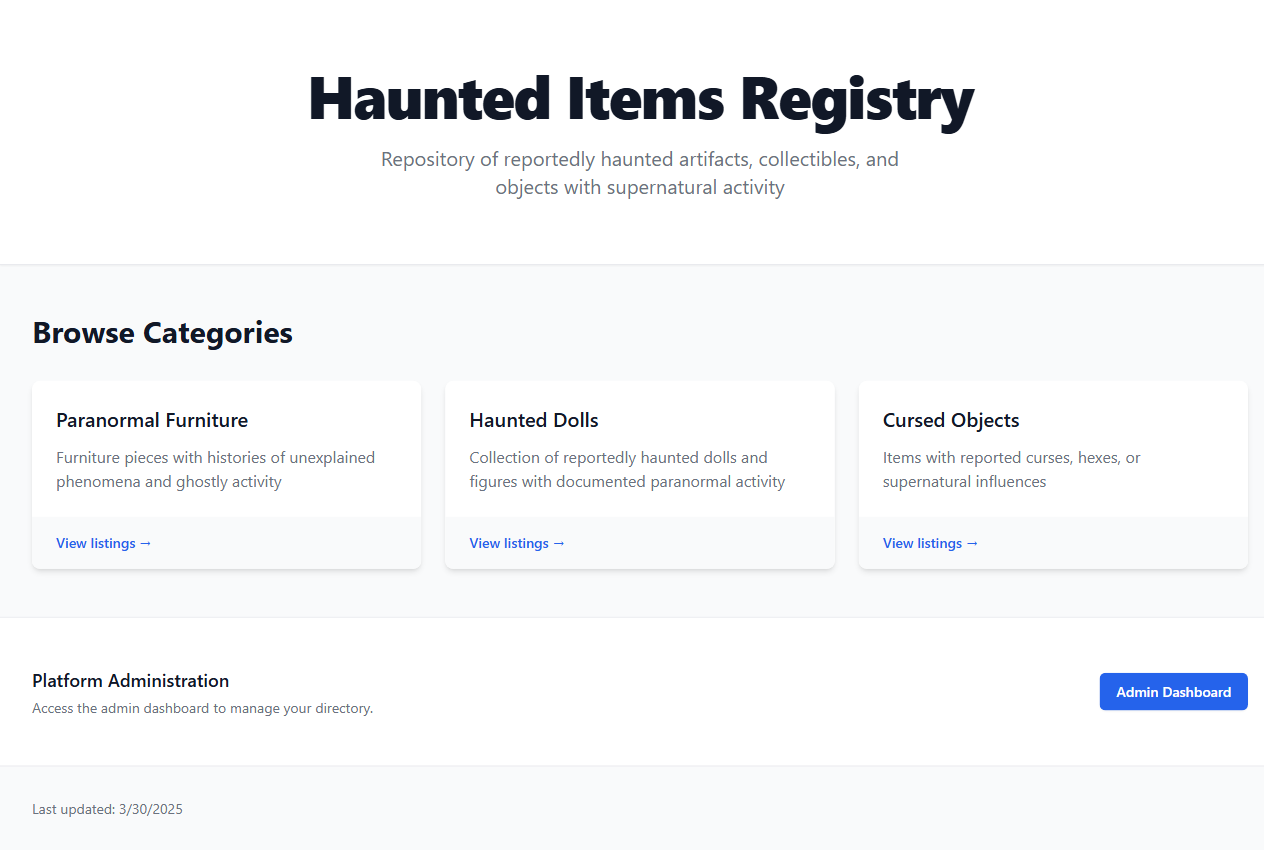 Haunted Items Registry
Repository of reportedly haunted artifacts, collectibles, and
objects with supernatural activity
Browse Categories
Paranormal Furniture
Furniture pieces with histories of unexplained
phenomena and ghostly activity
View listings →
Haunted Dolls
Collection of reportedly haunted dolls and
figures with documented paranormal activity
View listings →
Cursed Objects
Items with reported curses, hexes, or
supernatural influences
View listings →
Platform Administration
Access the admin dashboard to manage your directory.
Admin Dashboard
Last updated: 3/30/2025